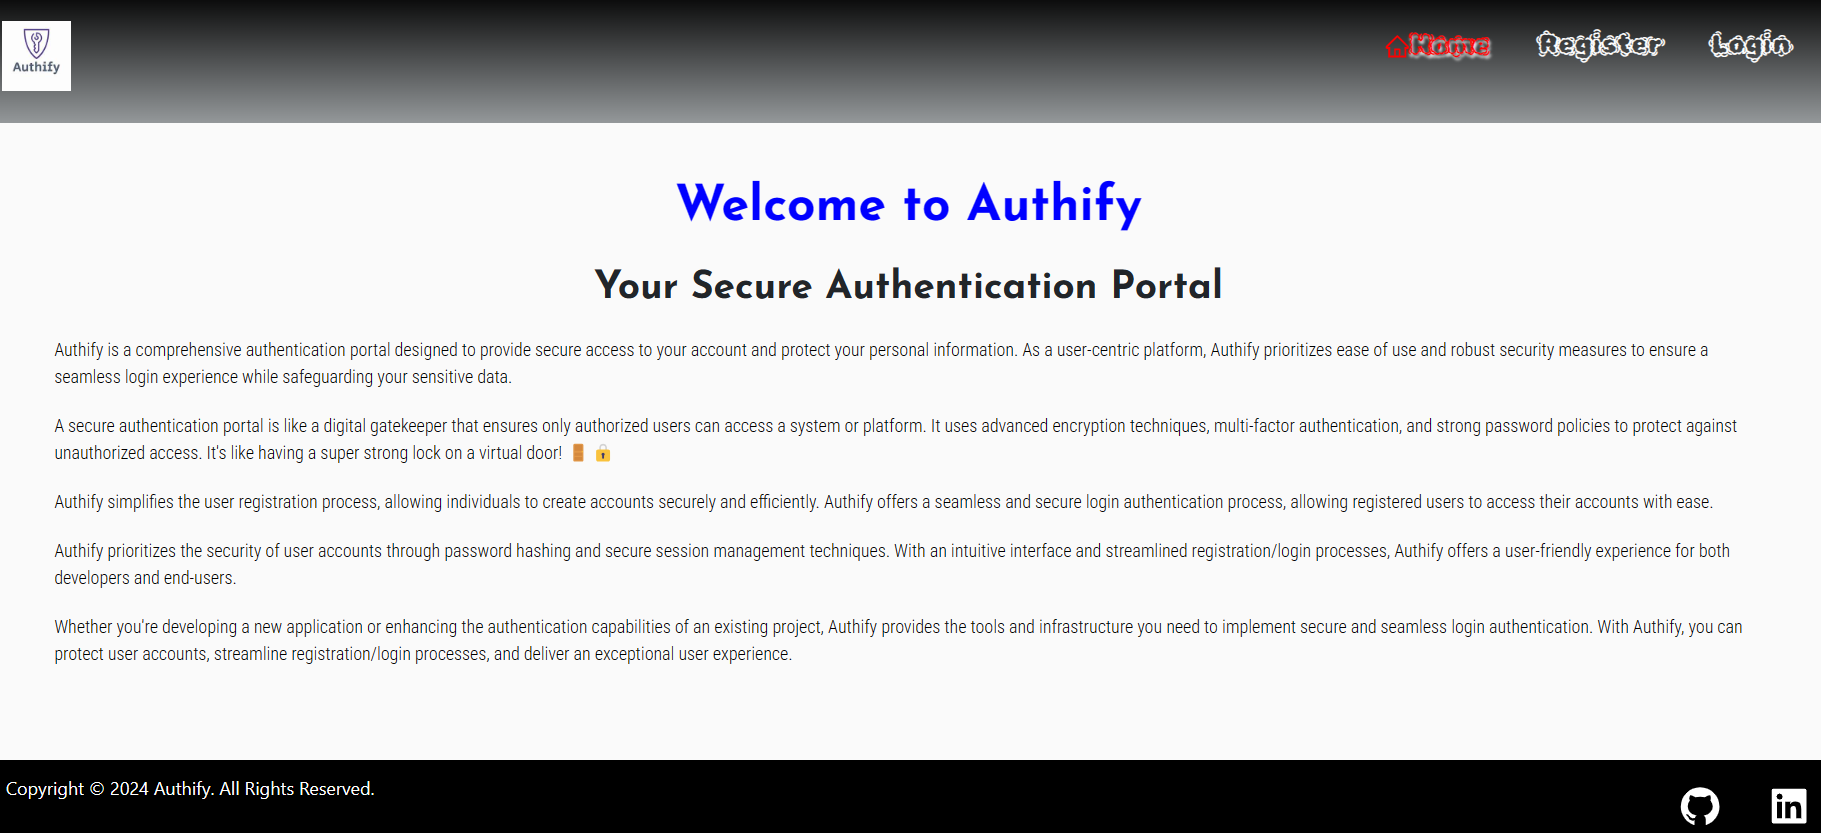 Authify
Home
Register
Login
Welcome to Authify
Your Secure Authentication Portal
Authify is a comprehensive authentication portal designed to provide secure access to your account and protect your personal information. As a user-centric platform, Authify prioritizes ease of use and robust security measures to ensure a
seamless login experience while safeguarding your sensitive data.
A secure authentication portal is like a digital gatekeeper that ensures only authorized users can access a system or platform. It uses advanced encryption techniques, multi-factor authentication, and strong password policies to protect against
unauthorized access. It's like having a super strong lock on a virtual door! 🚪 🔒
Authify simplifies the user registration process, allowing individuals to create accounts securely and efficiently. Authify offers a seamless and secure login authentication process, allowing registered users to access their accounts with ease.
Authify prioritizes the security of user accounts through password hashing and secure session management techniques. With an intuitive interface and streamlined registration/login processes, Authify offers a user-friendly experience for both
developers and end-users.
Whether you're developing a new application or enhancing the authentication capabilities of an existing project, Authify provides the tools and infrastructure you need to implement secure and seamless login authentication. With Authify, you can
protect user accounts, streamline registration/login processes, and deliver an exceptional user experience.
Copyright © 2024 Authify. All Rights Reserved.
in